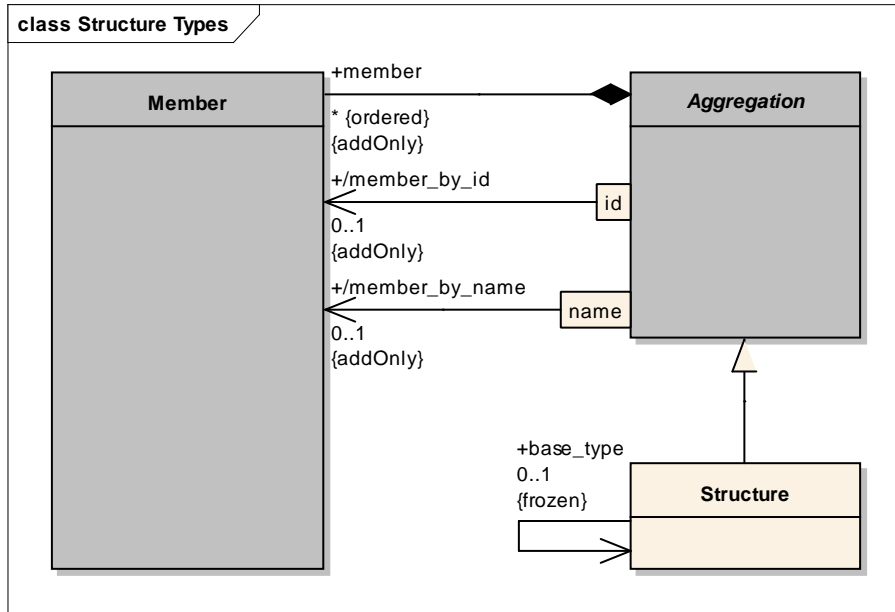 class Structure Types
Member
+member
* {ordered}
{addOnly}
+/member_by_id
0..1
{addOnly}
+/member_by_name
0..1
{addOnly}
Aggregation
id
name
+base_type
0..1
{frozen}
Structure